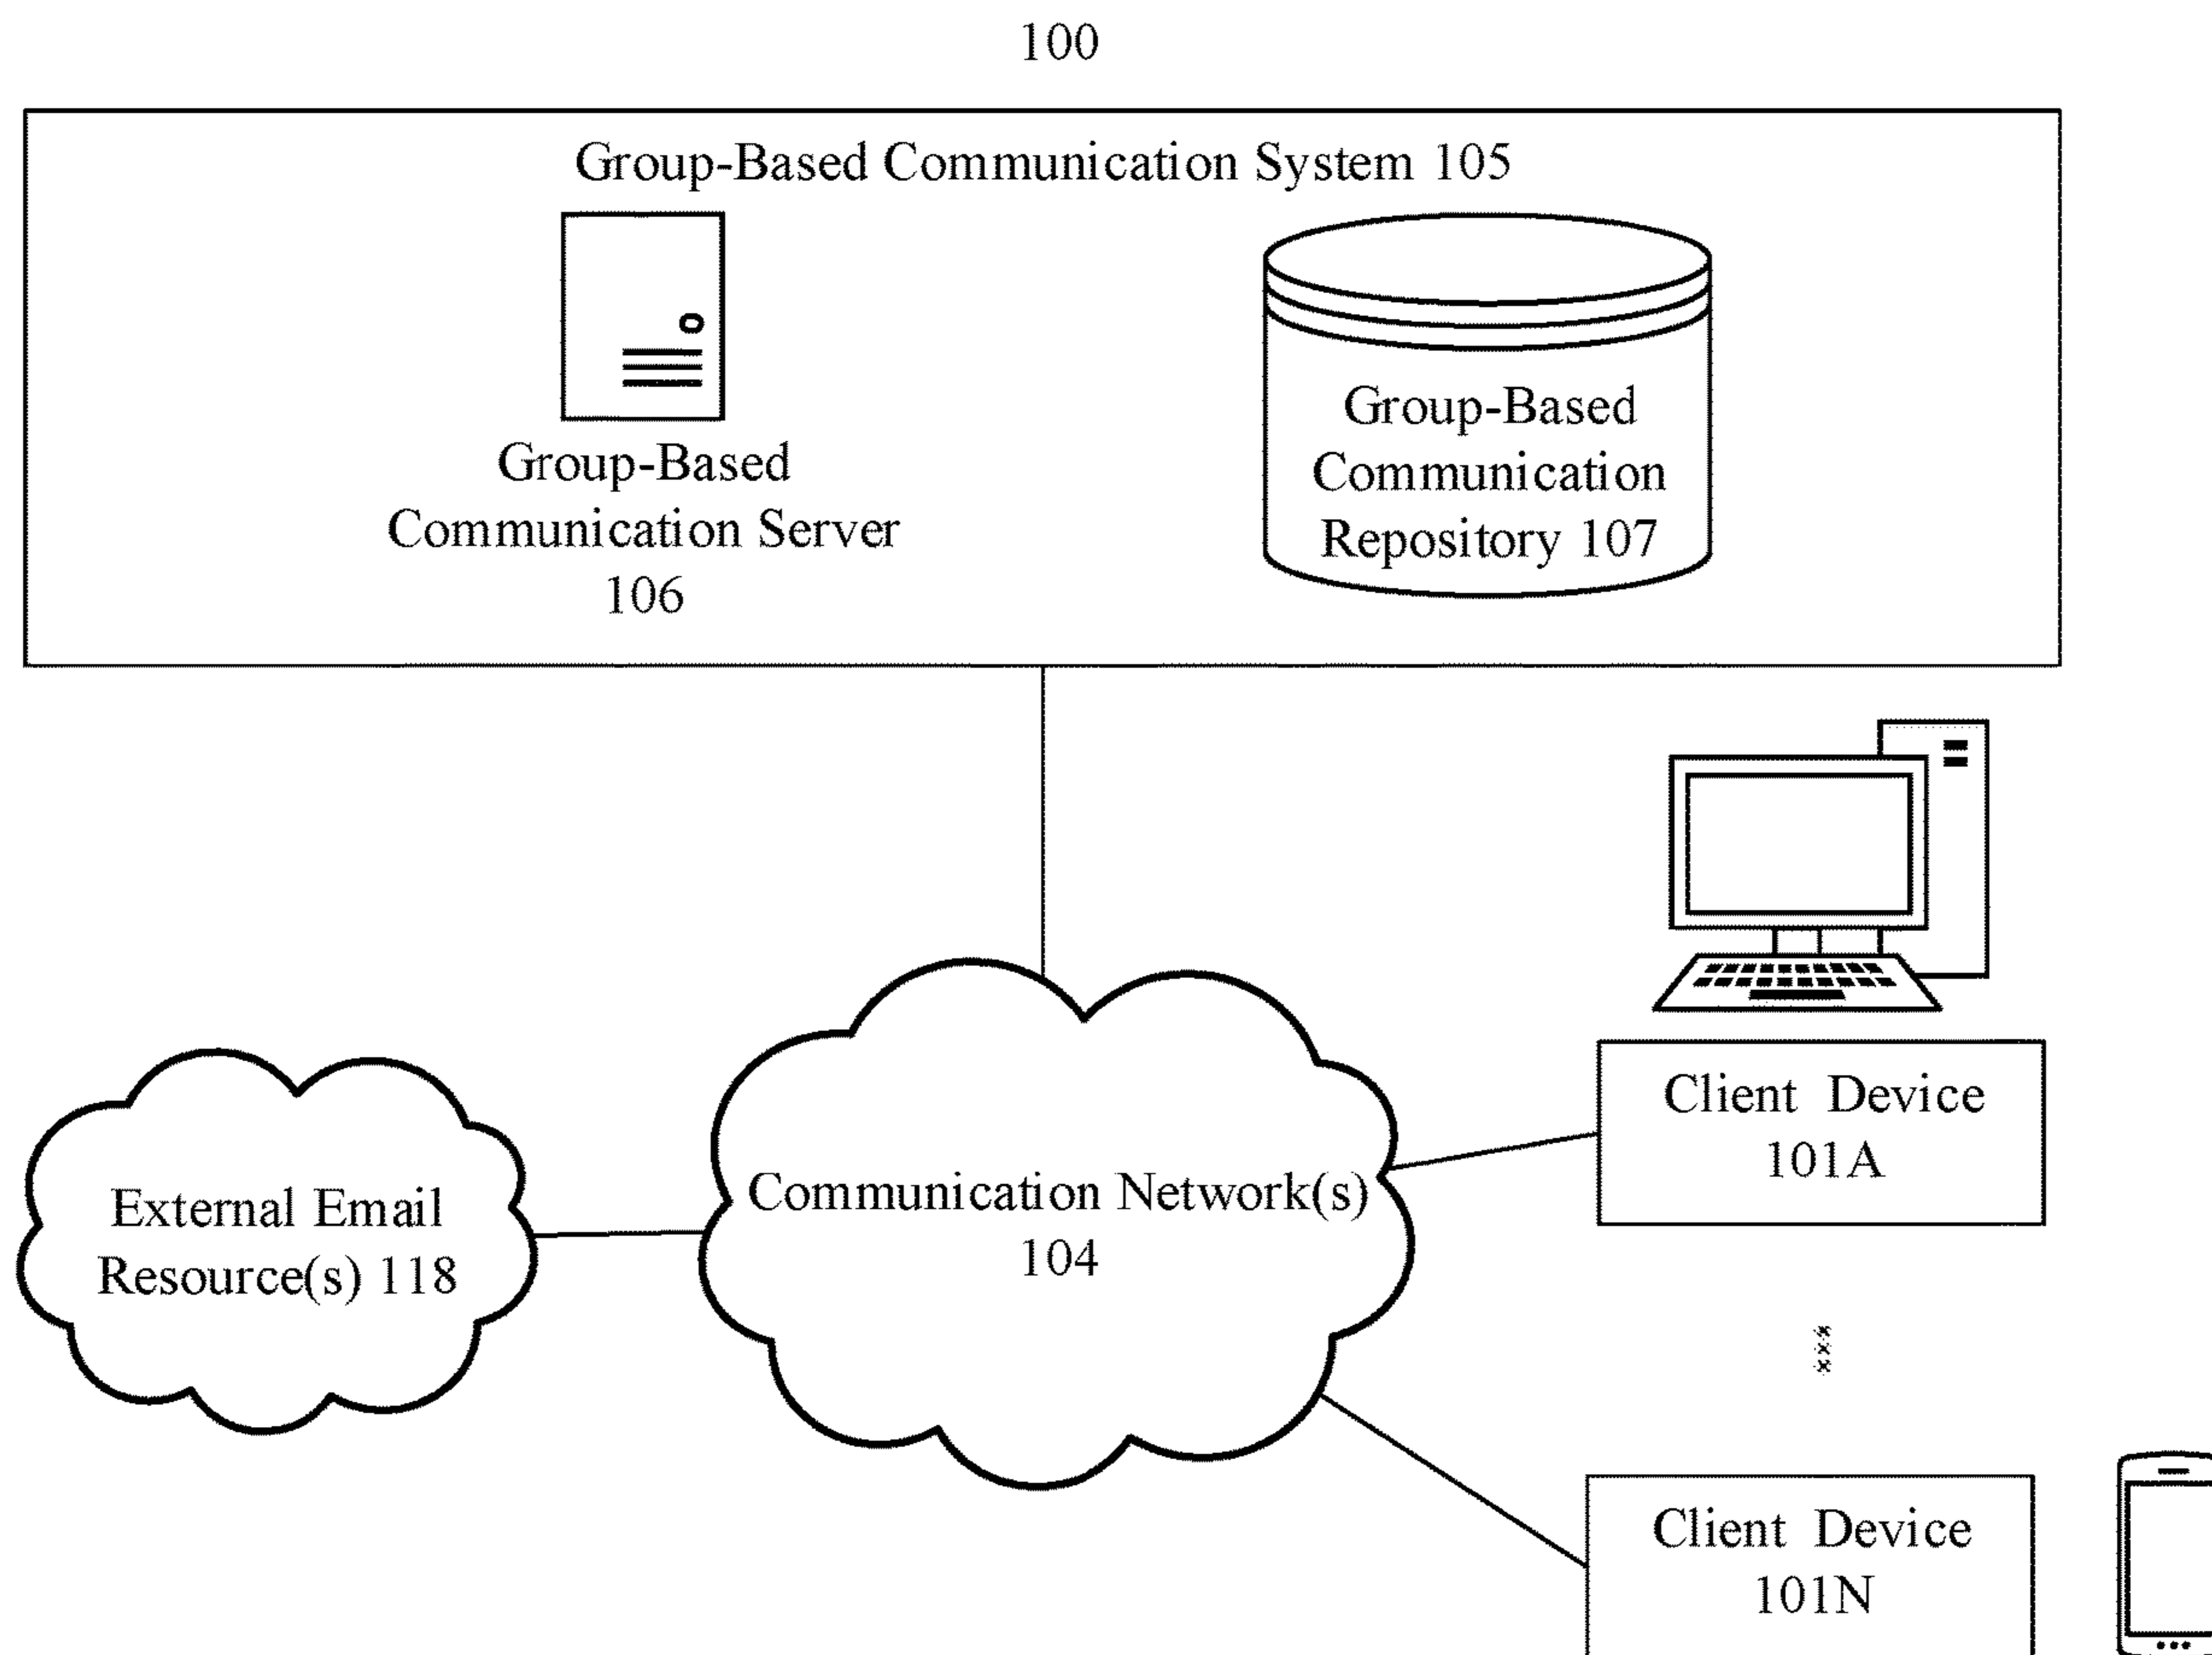 100
Group-Based Communication System 105
Group-Based
Communication Server
106
Group-Based
Communication
Repository 107
External Email
Resource(s) 118
Communication Network(s)
104
Client Device
101A
Client Device
101N